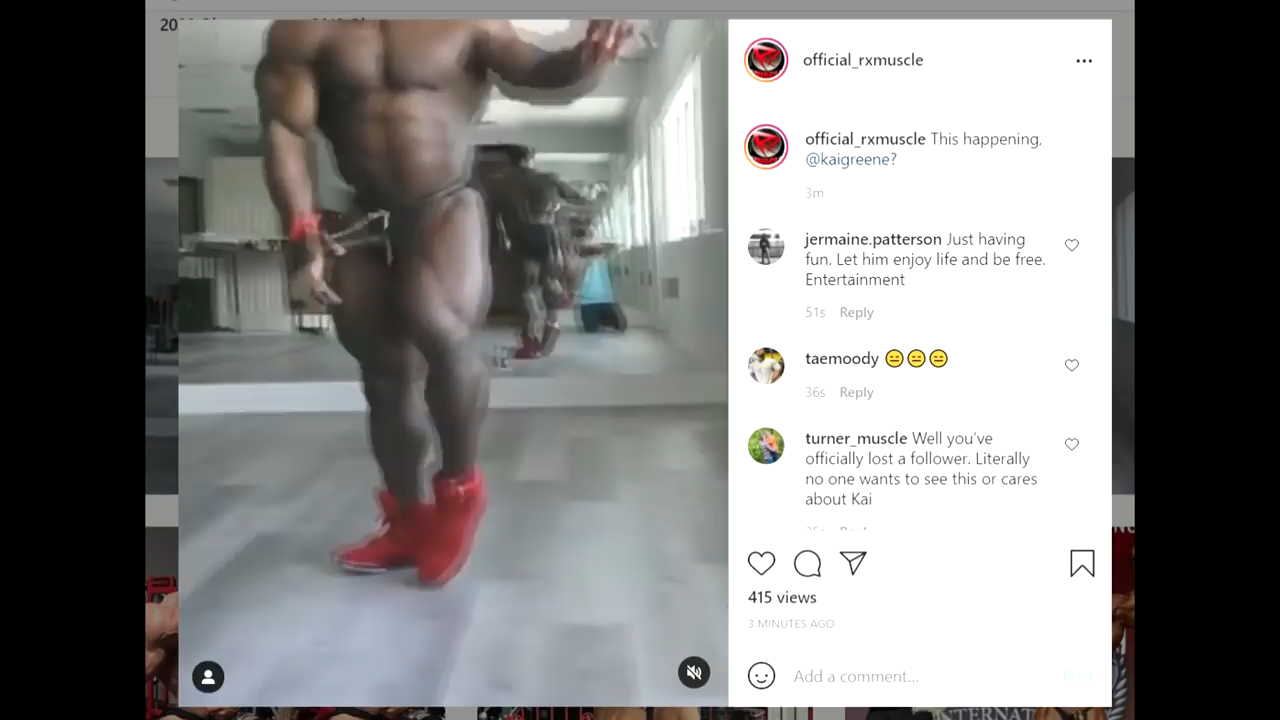 official_rxmuscle
official_rxmuscle This happening,
@kaigreene?
3m
jermaine.patterson Just having
fun. Let him enjoy life and be free.
Entertainment
51s Reply
taemoody 😑😑😑
36s Reply
turner_muscle Well you've
officially lost a follower. Literally
no one wants to see this or cares
about Kai
415 views
3 MINUTES AGO
Add a comment...
Post